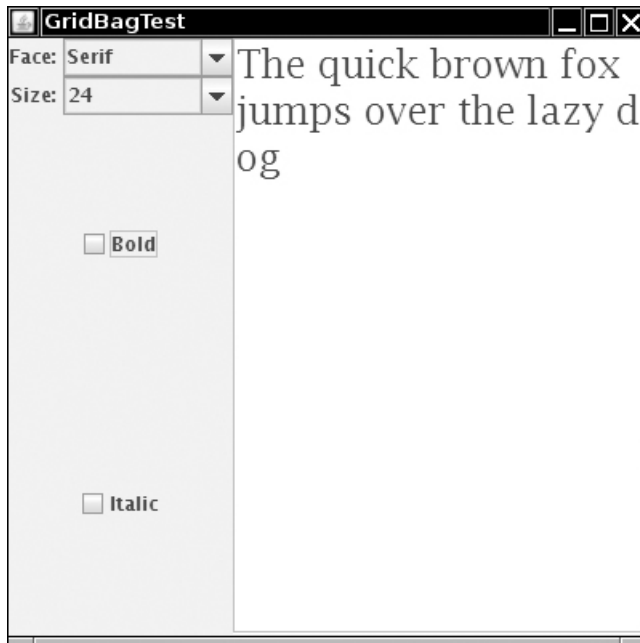 GridBagTest
Face: Serif
Size: 24
The quick brown fox
jumps over the lazy d
og
Bold
Italic